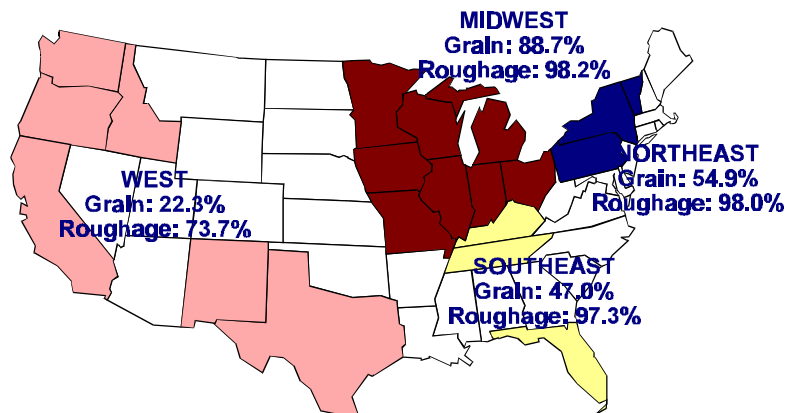 MIDWEST
Grain: 88.7%
Roughage: 98.2%
NORTHEAST
Grain: 54.9%
Roughage: 98.0%
WEST
Grain: 22.3%
Roughage: 73.7%
SOUTHEAST
Grain: 47.0%
Roughage: 97.3%